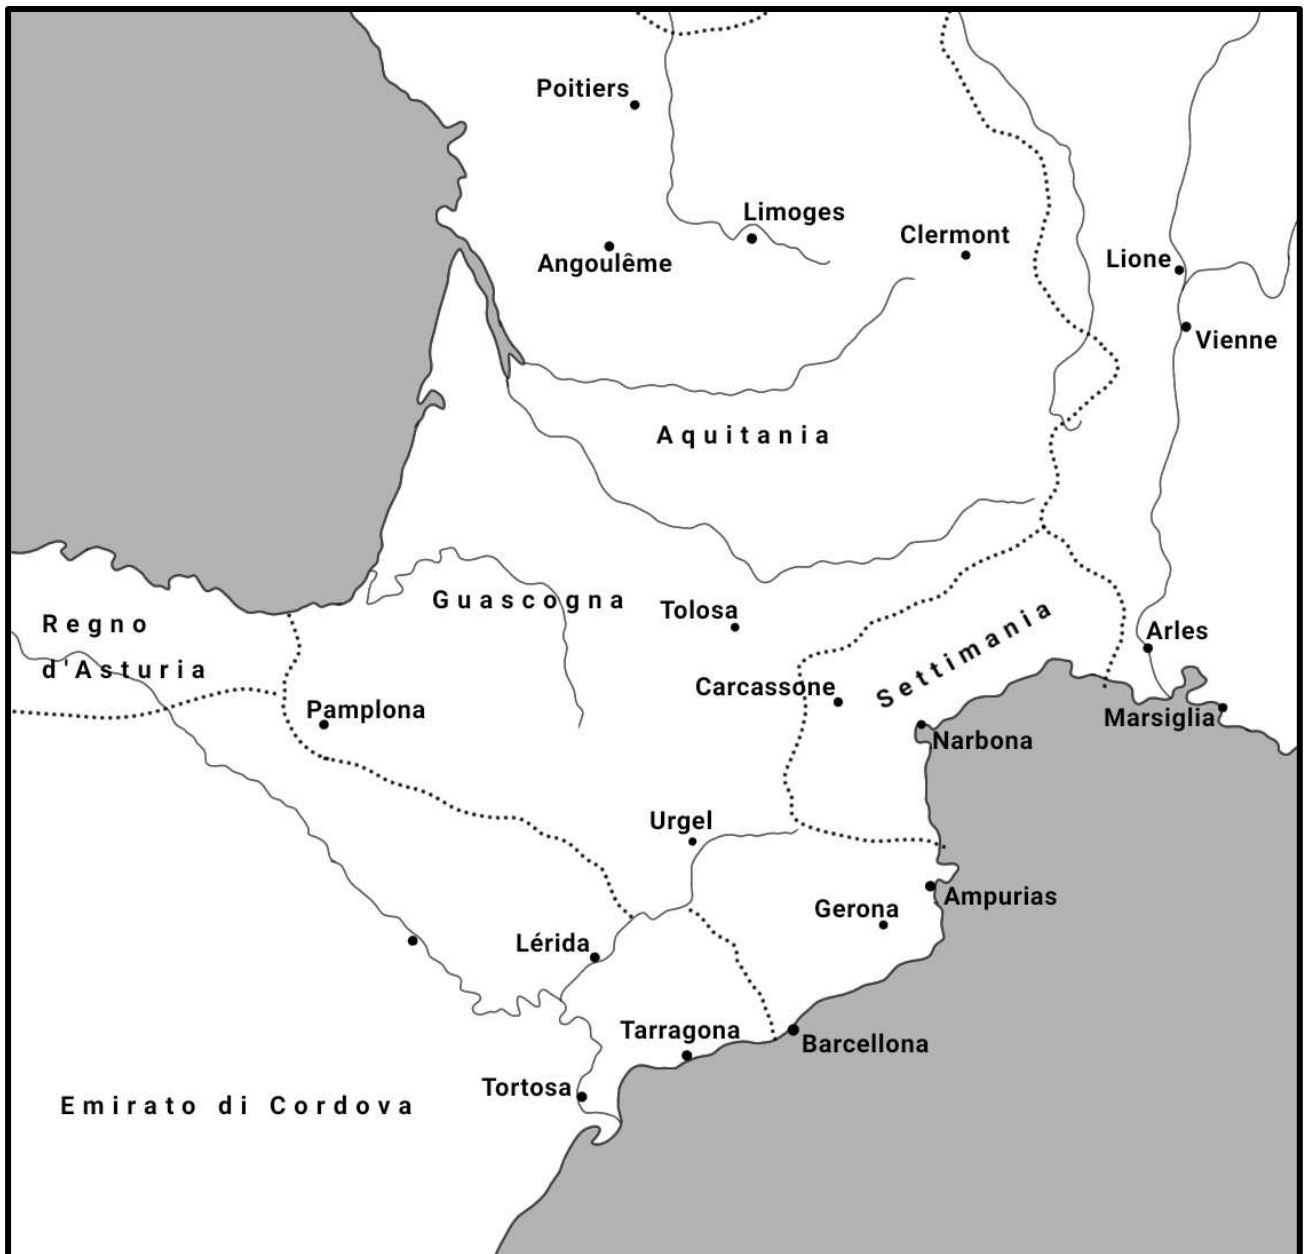 Poitiers
Limoges
Clermont
Angoulême
Lione
Vienne
Aquitania
Guascogna
Tolosa
Regno
d'Asturia
Settimania
Arles
Carcassone
Pamplona
Marsiglia
Narbona
Urgel
Ampurias
Gerona
Lérida
Tarragona
Barcellona
Tortosa
Emirato di Cordova